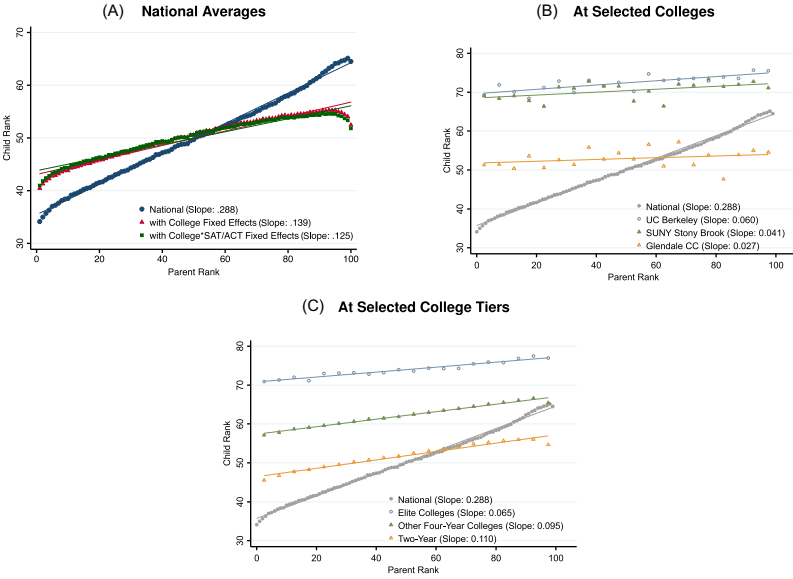 (A) National Averages
70
60
50
40
30
Child Rank
0 20 40 60 80 100
Parent Rank
National (Slope: .288)
with College Fixed Effects (Slope: .139)
with College*SAT/ACT Fixed Effects (Slope: .125)
(B) At Selected Colleges
80
70
60
50
40
30
Child Rank
0 20 40 60 80 100
Parent Rank
National (Slope: 0.288)
UC Berkeley (Slope: 0.060)
SUNY Stony Brook (Slope: 0.041)
Glendale CC (Slope: 0.027)
(C) At Selected College Tiers
80
70
60
50
40
30
Child Rank
0 20 40 60 80 100
Parent Rank
National (Slope: 0.288)
Elite Colleges (Slope: 0.065)
Other Four-Year Colleges (Slope: 0.095)
Two-Year (Slope: 0.110)